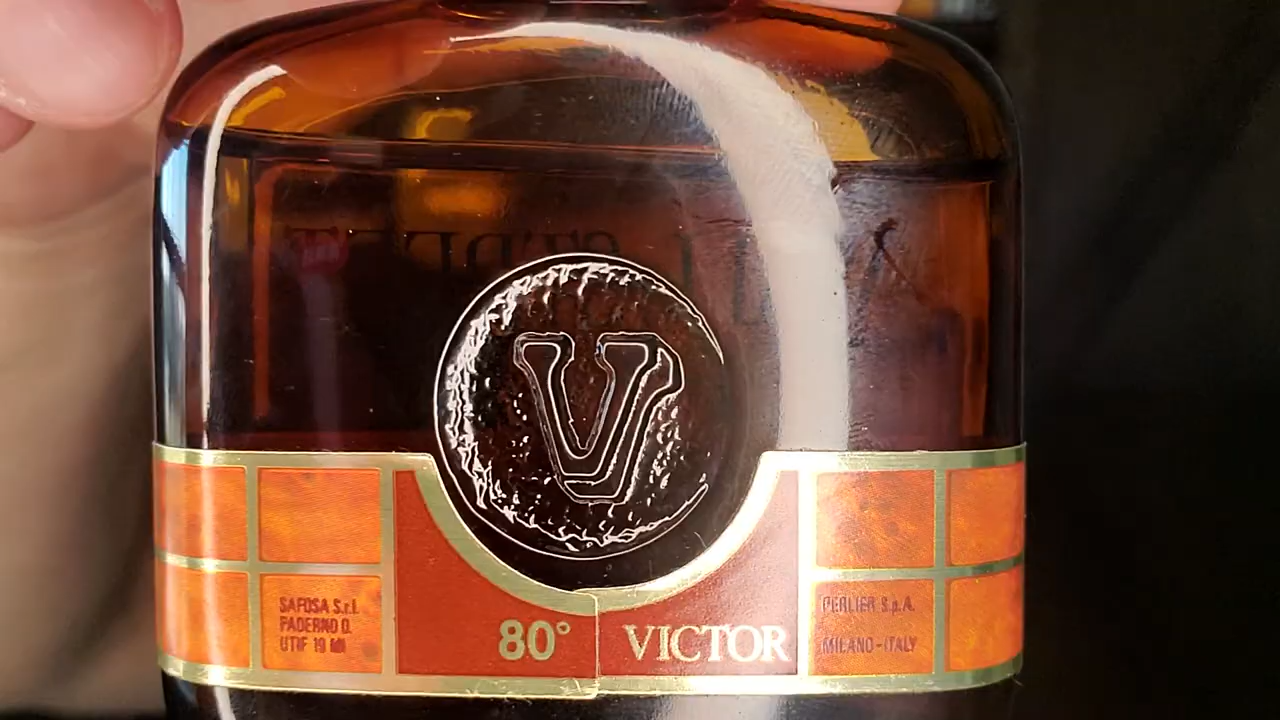 V
SAFOSA S.r.l.
PADERNO D.
UTIF 19 MI
80°
VICTOR
PERLIER S.p.A.
MILANO-ITALY